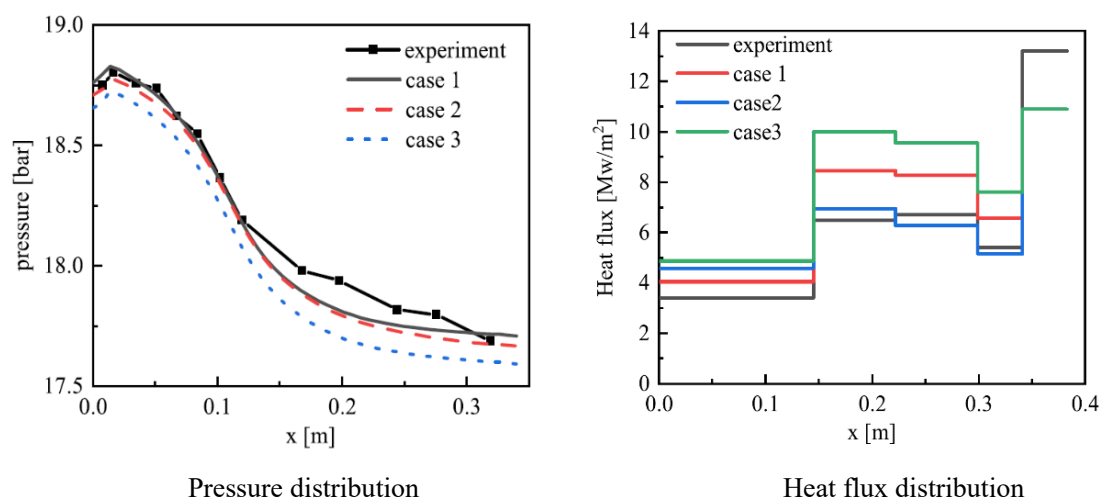 19.0
18.5
18.0
17.5
0.0
0.1
0.2
0.3
x [m]
pressure [bar]
experiment
case 1
case 2
case 3
Pressure distribution
14
12
10
8
6
4
2
0
0.0
0.1
0.2
0.3
0.4
x [m]
Heat flux [Mw/m²]
experiment
case 1
case2
case3
Heat flux distribution